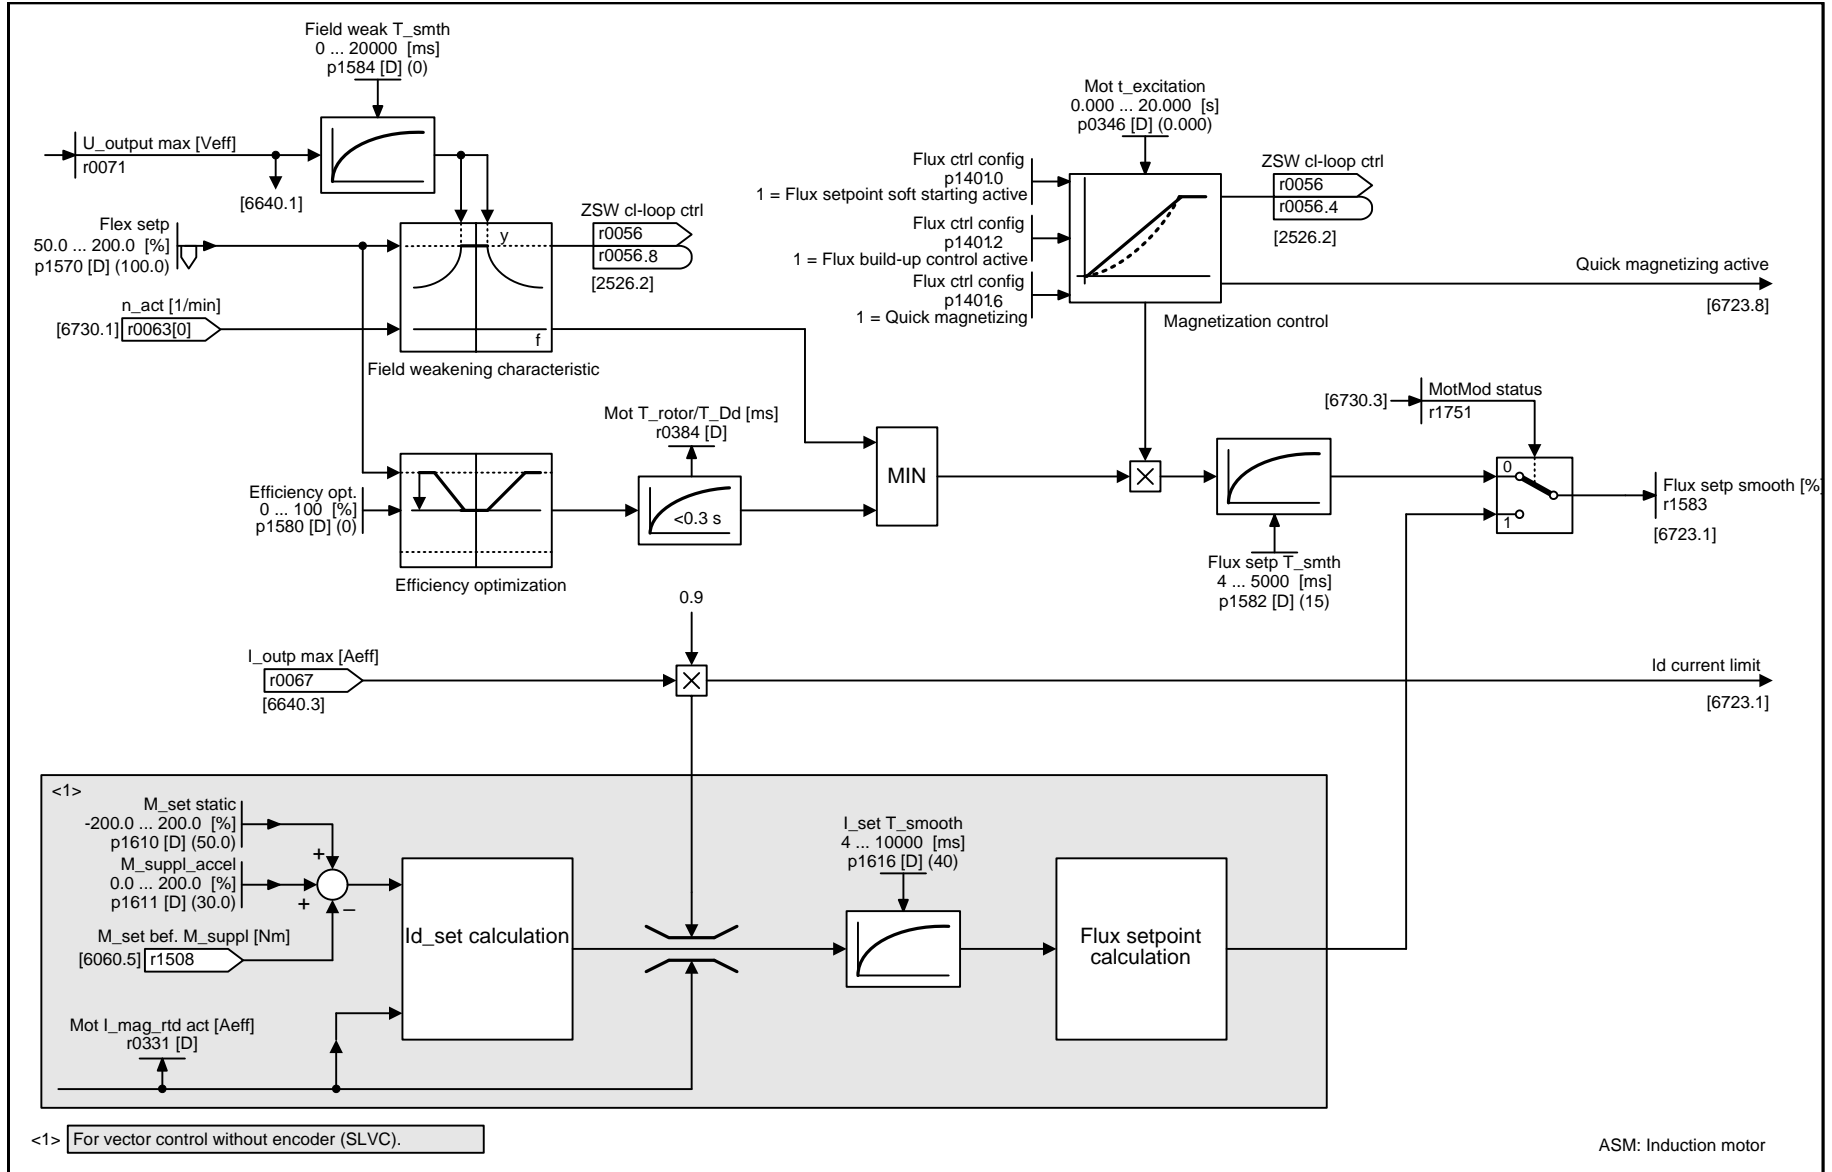 Field weak T_smth
0 ... 20000 [ms]
p1584 [D] (0)
U_output max [Veff]
r0071
[6640.1]
Flex setp
50.0 ... 200.0 [%]
p1570 [D] (100.0)
n_act [1/min]
[6730.1]
r0063[0]
y
f
Field weakening characteristic
ZSW cl-loop ctrl
r0056
r0056.8
[2526.2]
Mot t_excitation
0.000 ... 20.000 [s]
p0346 [D] (0.000)
Flux ctrl config
p1401.0
1 = Flux setpoint soft starting active
Flux ctrl config
p1401.2
1 = Flux build-up control active
Flux ctrl config
p1401.6
1 = Quick magnetizing
Magnetization control
ZSW cl-loop ctrl
r0056
r0056.4
[2526.2]
Quick magnetizing active
[6723.8]
Efficiency opt.
0 ... 100 [%]
p1580 [D] (0)
Efficiency optimization
Mot T_rotor/T_Dd [ms]
r0384 [D]
<0.3 s
MIN
Flux setp T_smth
4 ... 5000 [ms]
p1582 [D] (15)
[6730.3]
MotMod status
r1751
0
1
Flux setp smooth [%]
r1583
[6723.1]
0.9
I_outp max [Aeff]
r0067
[6640.3]
Id current limit
[6723.1]
<1>
M_set static
-200.0 ... 200.0 [%]
p1610 [D] (50.0)
M_suppl_accel
0.0 ... 200.0 [%]
p1611 [D] (30.0)
+
+
–
M_set bef. M_suppl [Nm]
[6060.5]
r1508
Mot I_mag_rtd act [Aeff]
r0331 [D]
Id_set calculation
I_set T_smooth
4 ... 10000 [ms]
p1616 [D] (40)
Flux setpoint
calculation
<1> For vector control without encoder (SLVC).
ASM: Induction motor